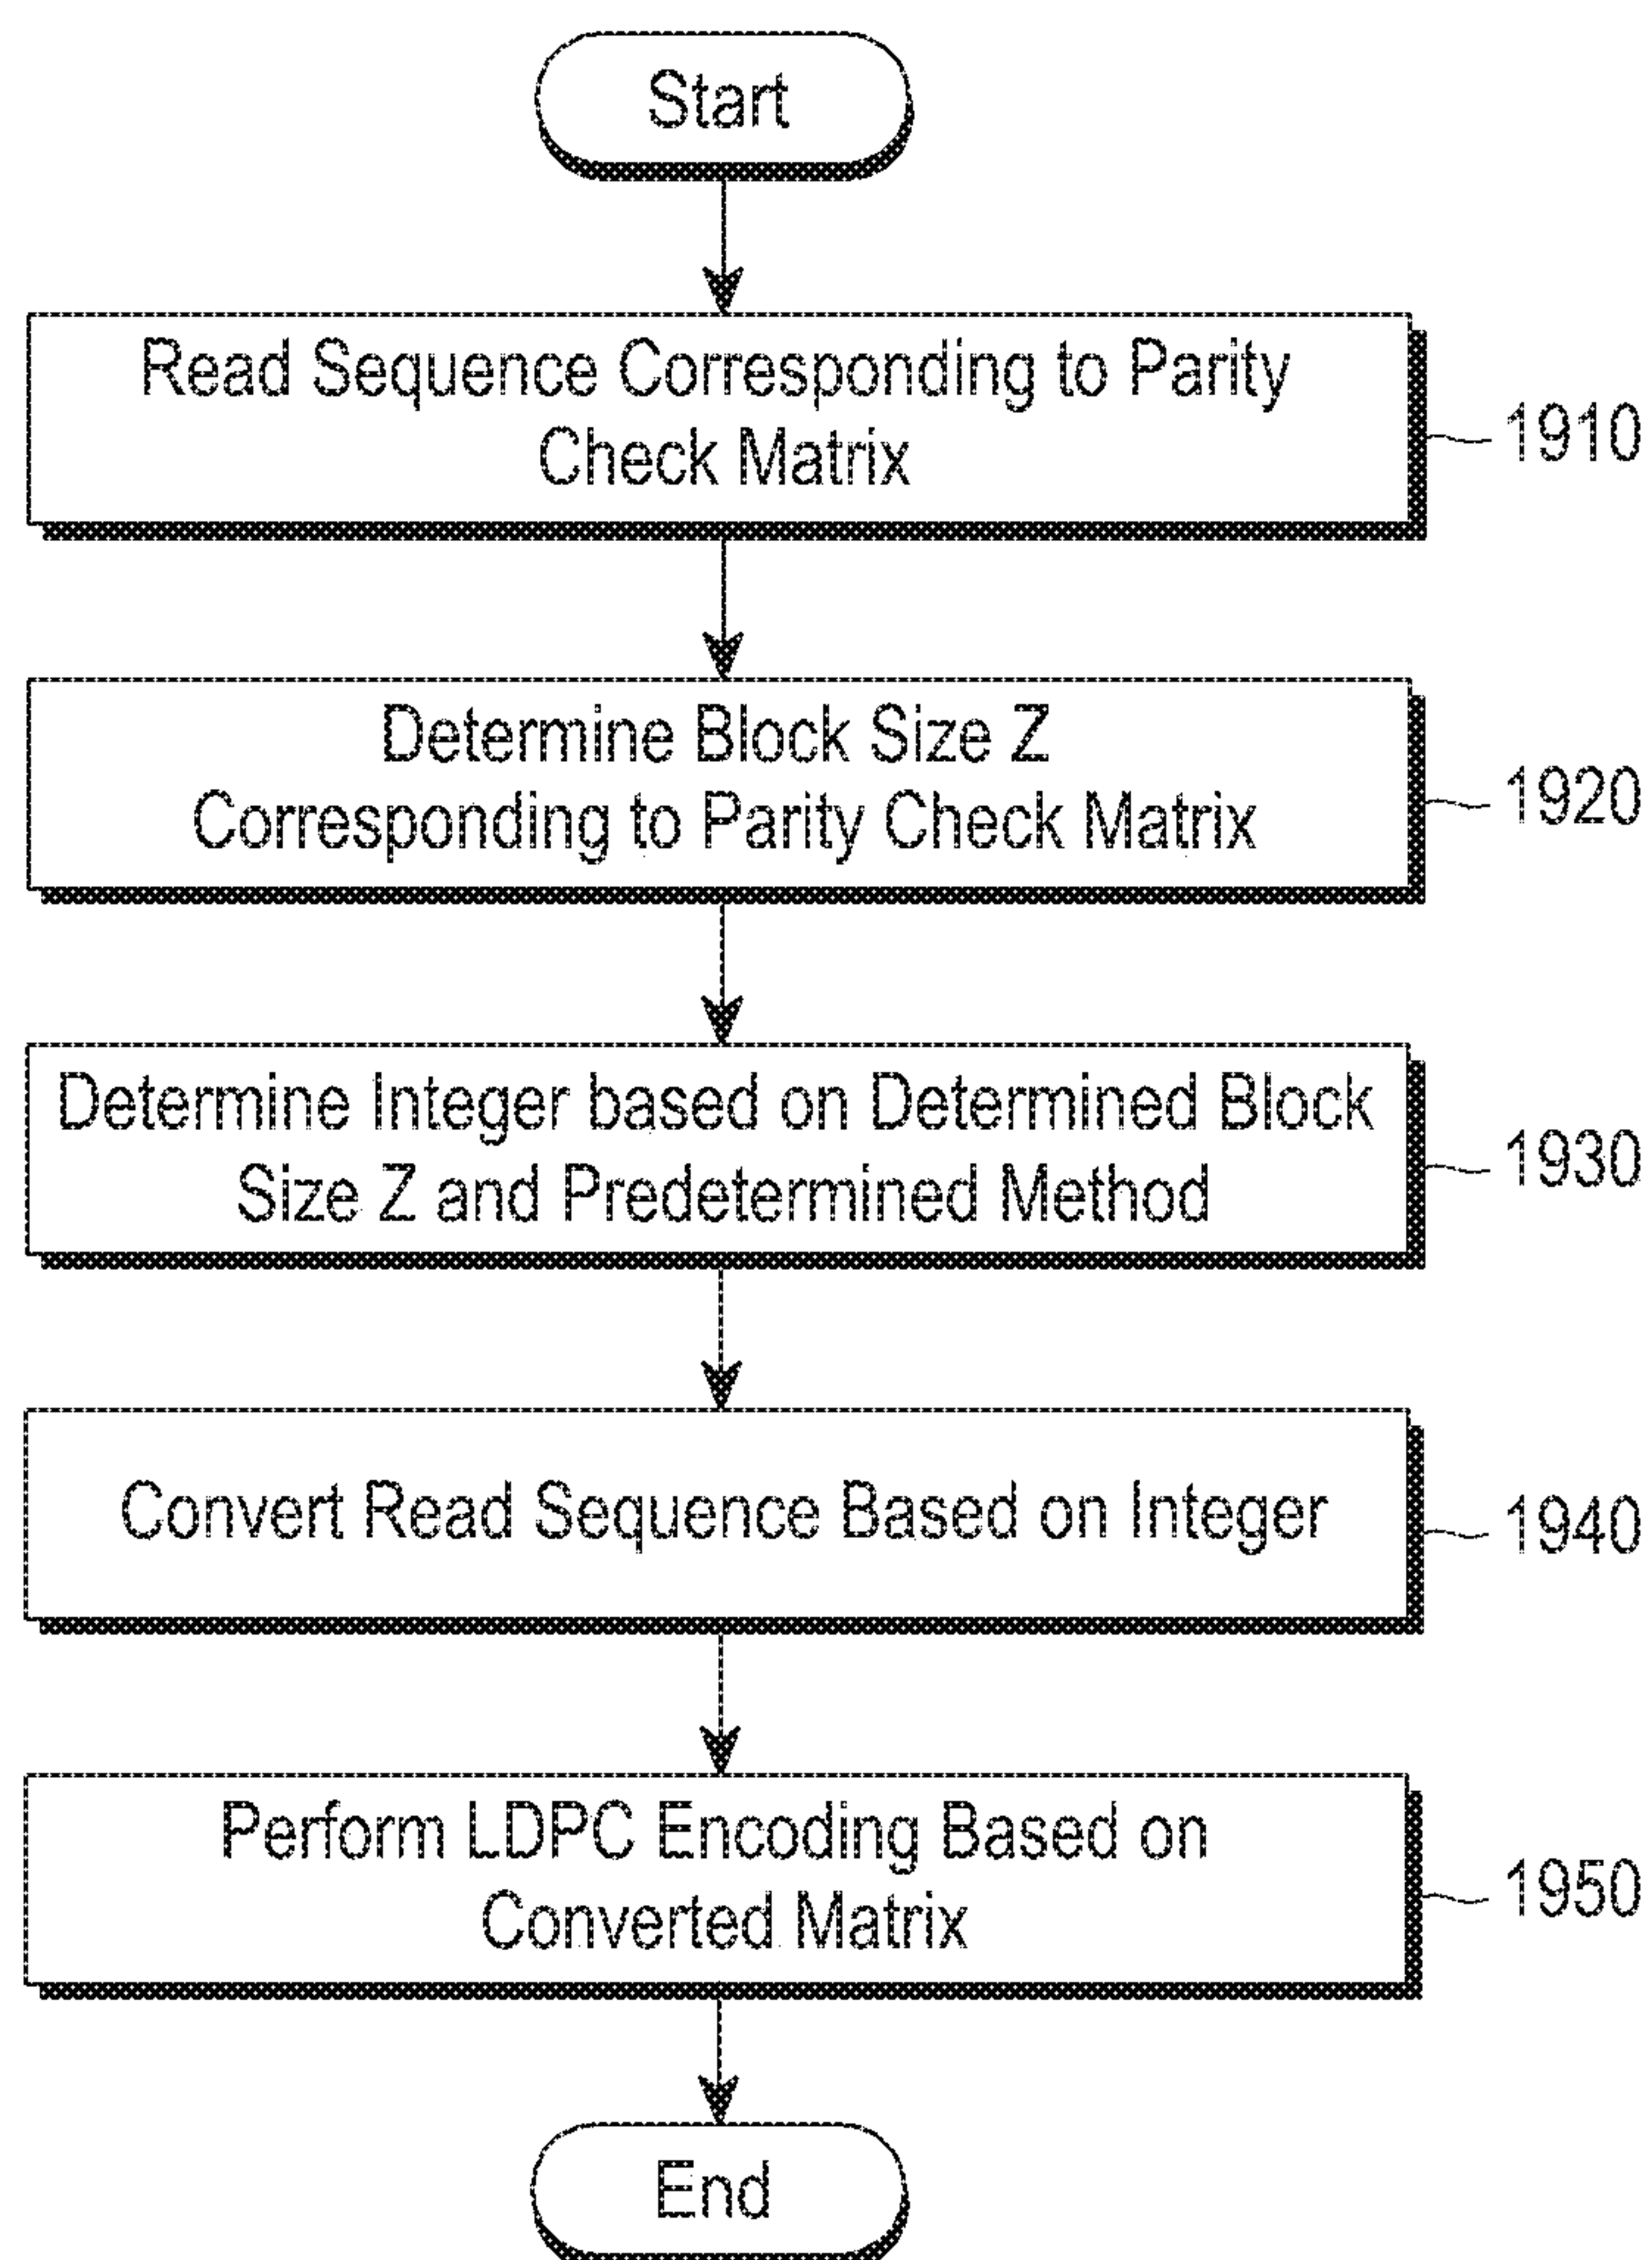 Start
Read Sequence Corresponding to Parity
Check Matrix
1910
Determine Block Size Z
Corresponding to Parity Check Matrix
1920
Determine Integer based on Determined Block
Size Z and Predetermined Method
1930
Convert Read Sequence Based on Integer
1940
Perform LDPC Encoding Based on
Converted Matrix
1950
End